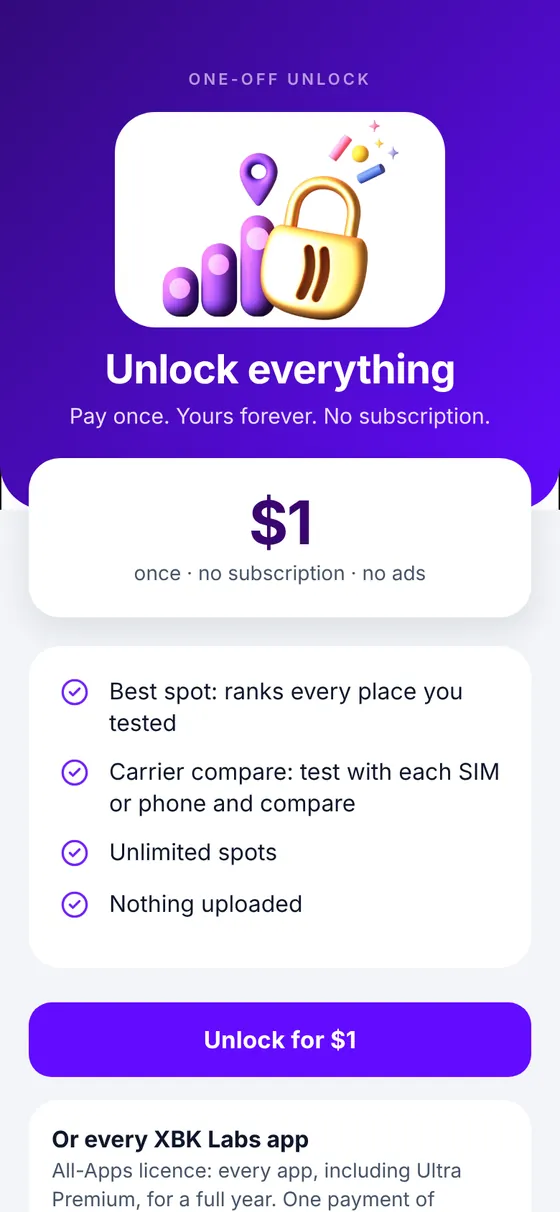 ONE-OFF UNLOCK
Unlock everything
Pay once. Yours forever. No subscription.
$1
once · no subscription · no ads
Best spot: ranks every place you
tested
Carrier compare: test with each SIM
or phone and compare
Unlimited spots
Nothing uploaded
Unlock for $1
Or every XBK Labs app
All-Apps licence: every app, including Ultra
Premium, for a full year. One payment of